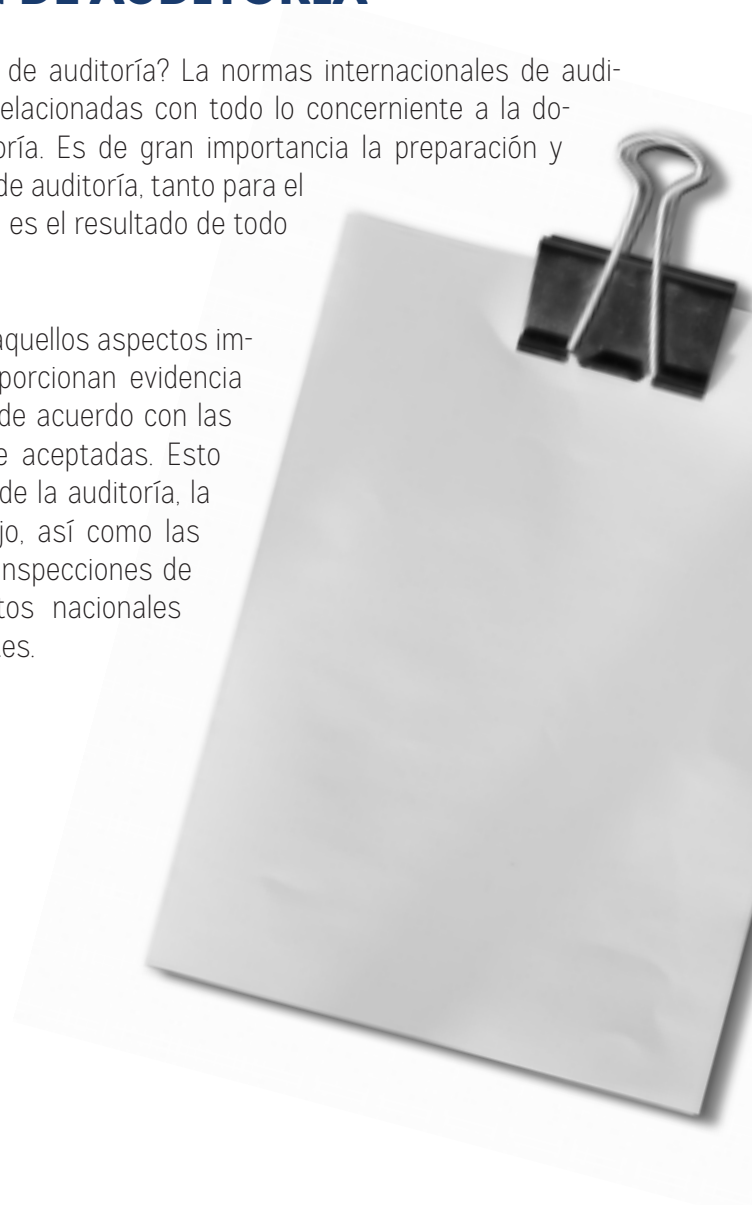 DE AUDITORÍA
de auditoría? La normas internacionales de audi-
elacionadas con todo lo concerniente a la do-
oría. Es de gran importancia la preparación y
de auditoría, tanto para el
es el resultado de todo
aquellos aspectos im-
porcionan evidencia
de acuerdo con las
e aceptadas. Esto
de la auditoría, la
jo, así como las
nspecciones de
tos nacionales
es.